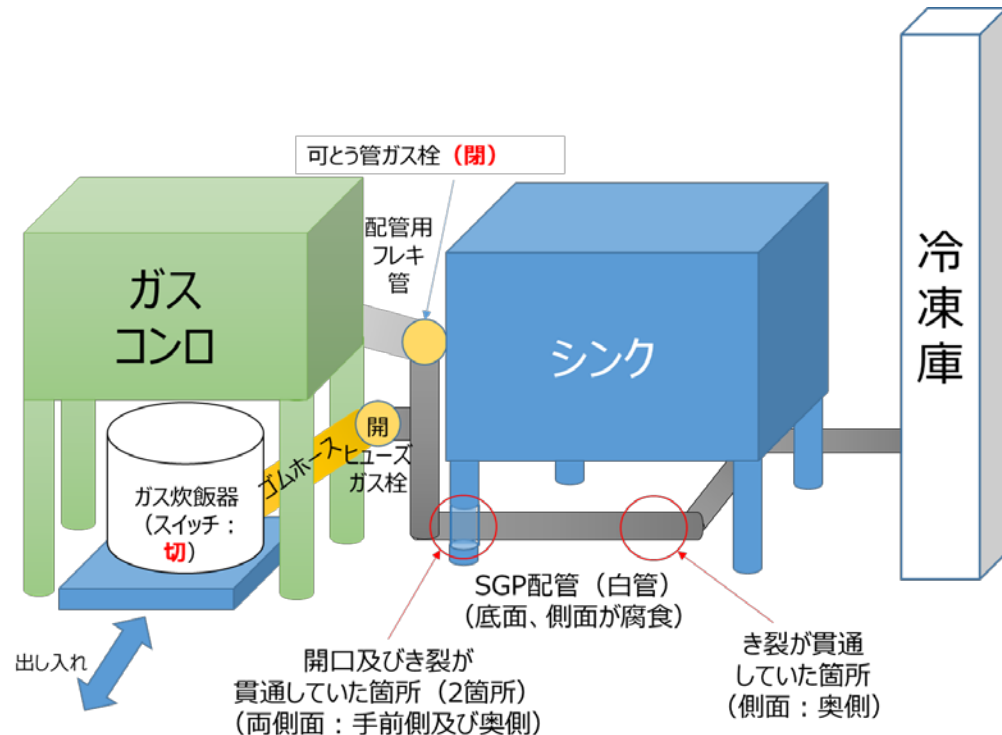 可とう管ガス栓（閉）
配管用
フレキ
管
ガス
コンロ
シンク
冷凍庫
開
ヒューズ
ガス栓
ゴムホース
ガス炊飯器
（スイッチ：
切）
出し入れ
SGP配管（白管）
（底面、側面が腐食）
開口及びき裂が
貫通していた箇所（2箇所）
（両側面：手前側及び奥側）
き裂が貫通
していた箇所
（側面：奥側）